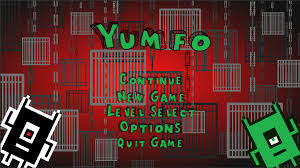 Yumfo
Continue
New Game
Level Select
Options
Quit Game